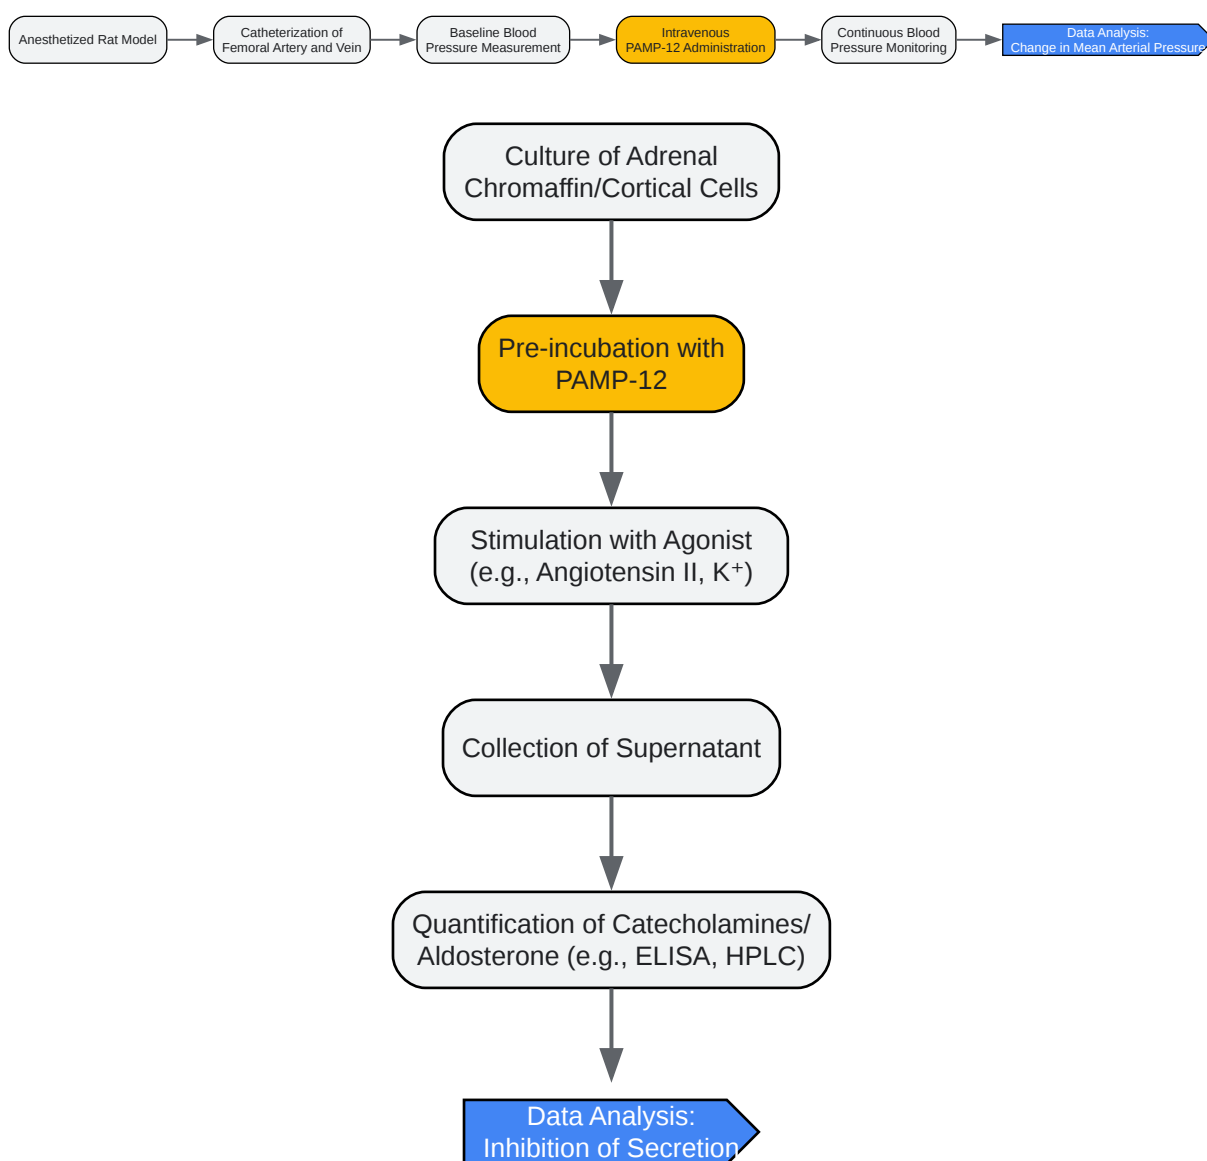 Anesthetized Rat Model
Catheterization of
Femoral Artery and Vein
Baseline Blood
Pressure Measurement
Intravenous
PAMP-12 Administration
Continuous Blood
Pressure Monitoring
Data Analysis:
Change in Mean Arterial Pressure
Culture of Adrenal
Chromaffin/Cortical Cells
Pre-incubation with
PAMP-12
Stimulation with Agonist
(e.g., Angiotensin II, K⁺)
Collection of Supernatant
Quantification of Catecholamines/
Aldosterone (e.g., ELISA, HPLC)
Data Analysis:
Inhibition of Secretion